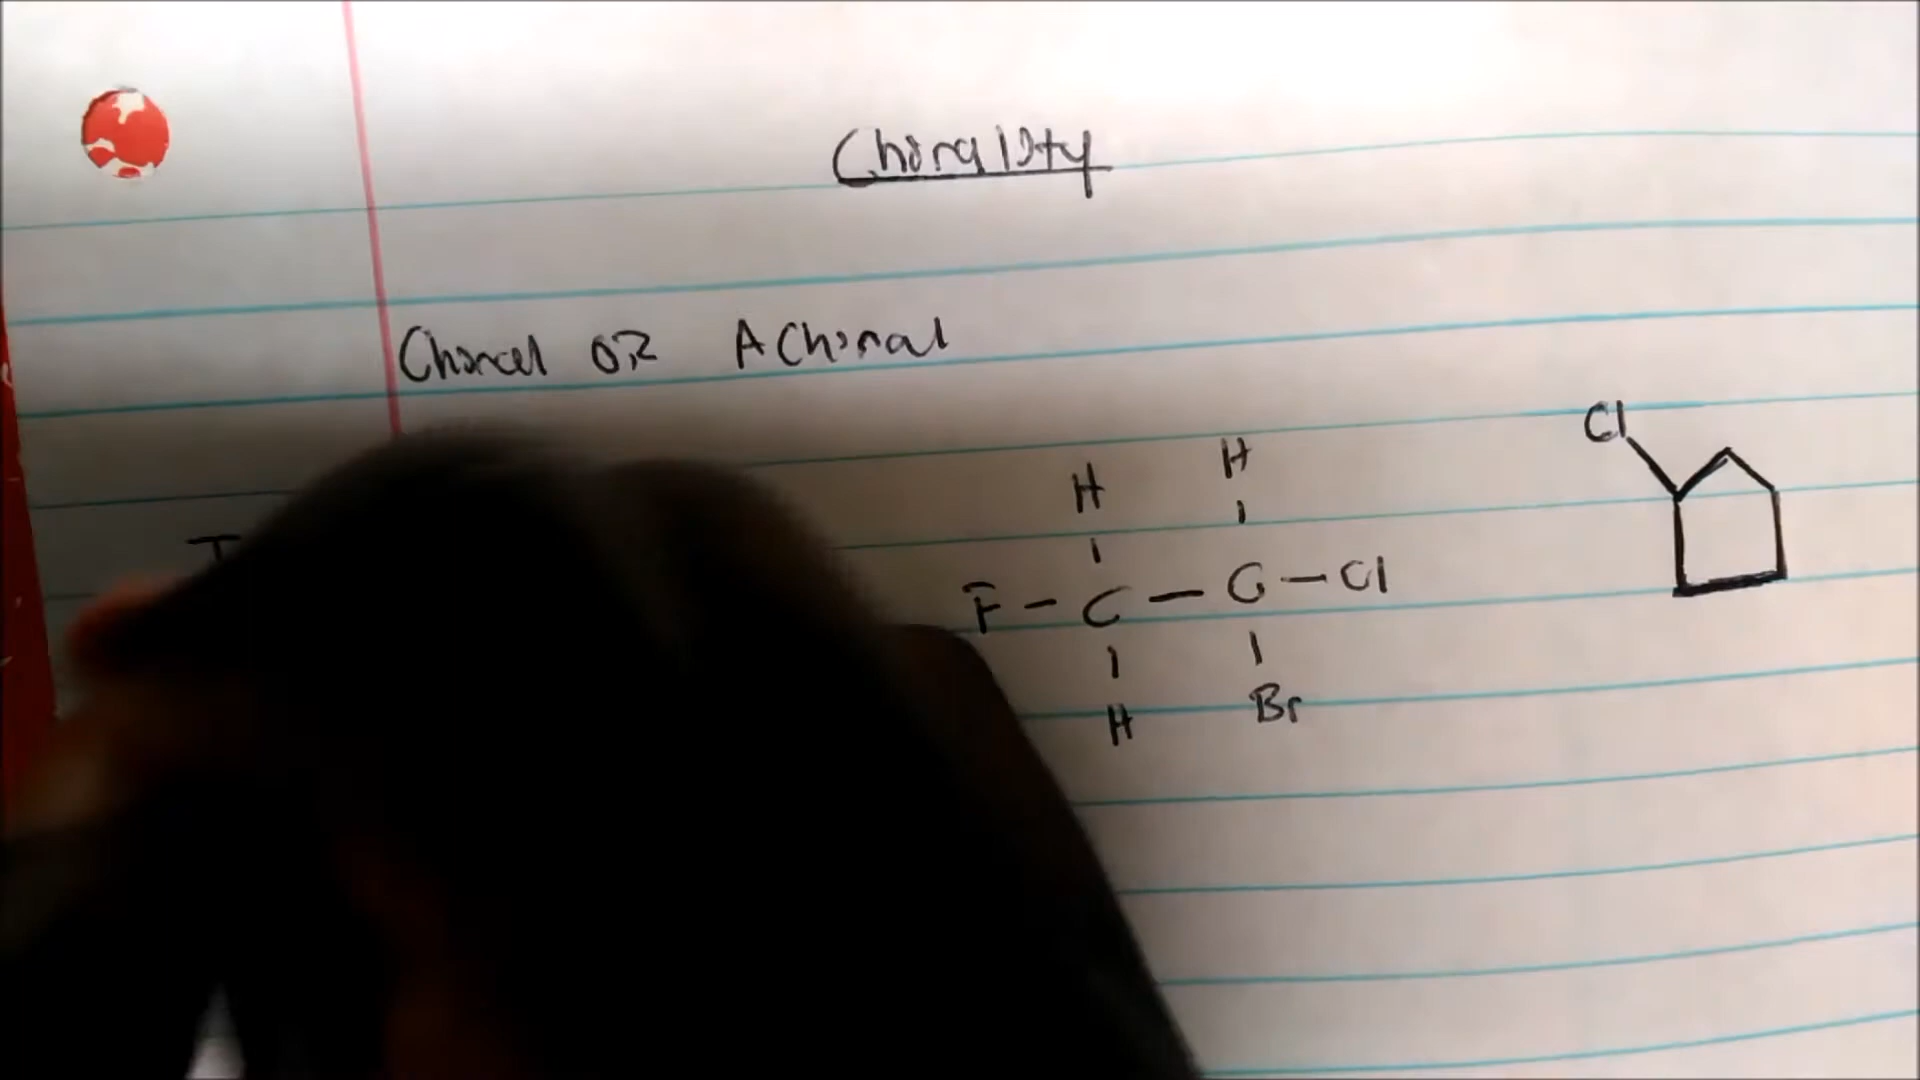 Chirality
Chiral OR AChiral
H H Cl
F - C - C - Cl
H Br